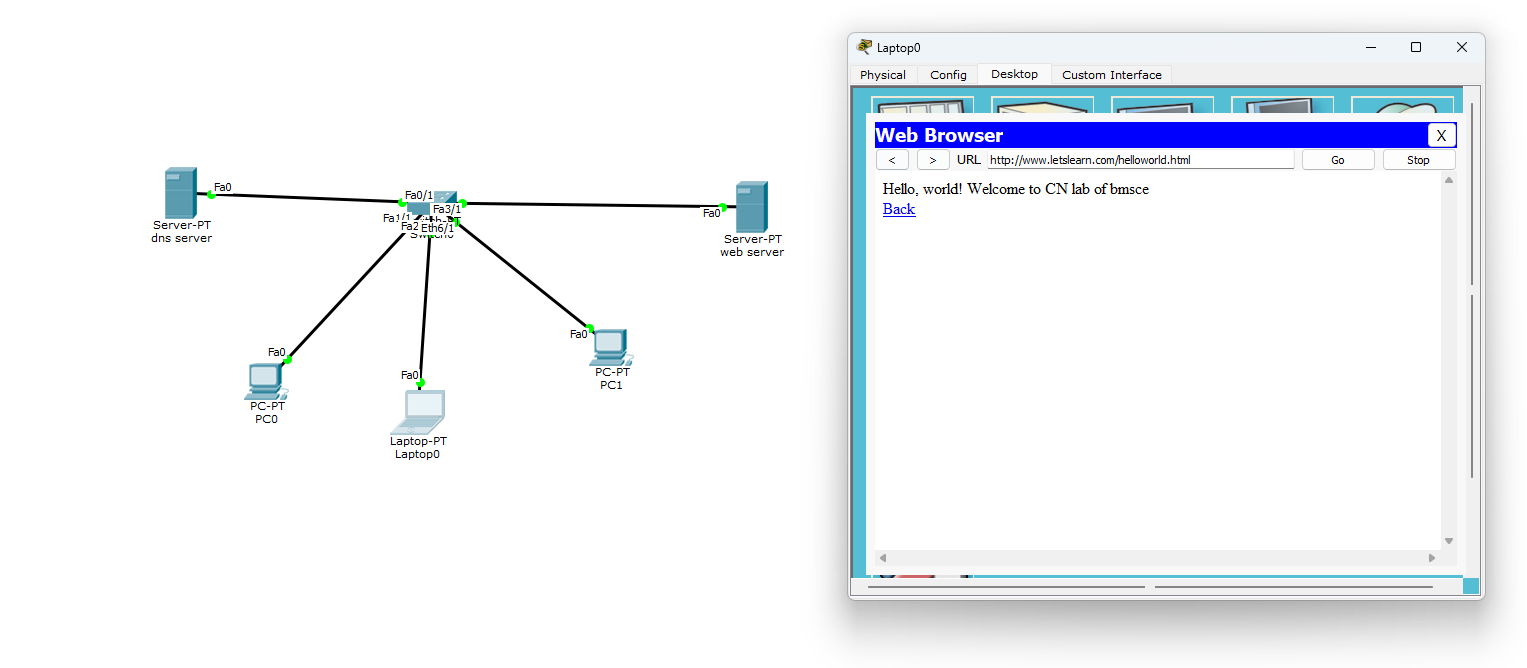 Fa0
Server-PT
dns server
Fa0/1
Fa3/1
Fa1/1
Fa2
Eth6/1
Switch0
Fa0
Server-PT
web server
Fa0
PC-PT
PC0
Fa0
Laptop-PT
Laptop0
Fa0
PC-PT
PC1
Laptop0
Physical Config Desktop Custom Interface
Web Browser X
< > URL http://www.letslearn.com/helloworld.html Go Stop
Hello, world! Welcome to CN lab of bmsce
Back